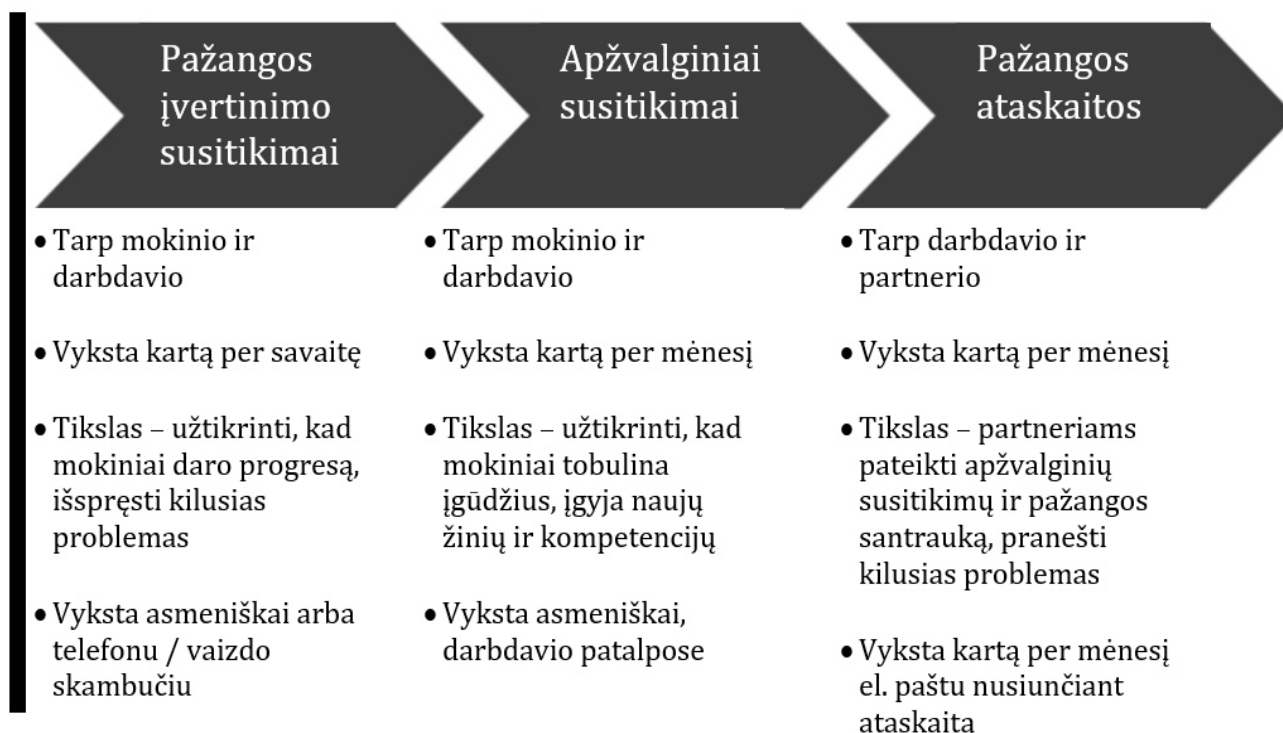 Pažangos
įvertinimo
susitikimai
• Tarp mokinio ir
darbdavio
• Vyksta kartą per savaitę
• Tikslas – užtikrinti, kad
mokiniai daro progresą,
išspręsti kilusias
problemas
• Vyksta asmeniškai arba
telefonu / vaizdo
skambučiu
Apžvalginiai
susitikimai
• Tarp mokinio ir
darbdavio
• Vyksta kartą per mėnesį
• Tikslas – užtikrinti, kad
mokiniai tobulina
įgūdžius, įgyja naujų
žinių ir kompetencijų
• Vyksta asmeniškai,
darbdavio patalpose
Pažangos
ataskaitos
• Tarp darbdavio ir
partnerio
• Vyksta kartą per mėnesį
• Tikslas – partneriams
pateikti apžvalginių
susitikimų ir pažangos
santrauką, pranešti
kilusias problemas
• Vyksta kartą per mėnesį
el. paštu nusiunčiant
ataskaita